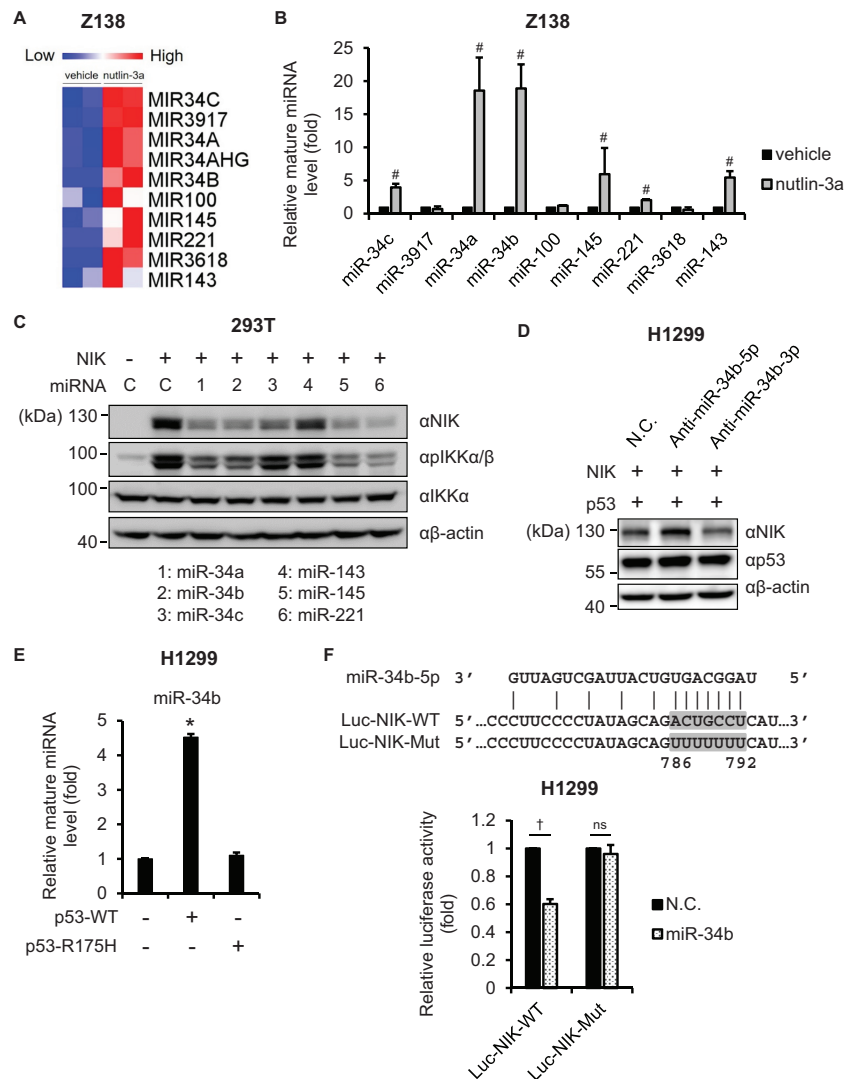 A
Z138
Low High
vehicle nutlin-3a
MIR34C
MIR3917
MIR34A
MIR34AHG
MIR34B
MIR100
MIR145
MIR221
MIR3618
MIR143
B
Z138
Relative mature miRNA
level (fold)
25
20
15
10
5
0
# # # # # #
vehicle
nutlin-3a
miR-34c miR-3917 miR-34a miR-34b miR-100 miR-145 miR-221 miR-3618 miR-143
C
293T
NIK - + + + + + + +
miRNA C C 1 2 3 4 5 6
(kDa) 130 αNIK
100 αpIKKα/β
100 αIKKα
40 αβ-actin
1: miR-34a 4: miR-143
2: miR-34b 5: miR-145
3: miR-34c 6: miR-221
D
H1299
N.C. Anti-miR-34b-5p Anti-miR-34b-3p
NIK + + +
p53 + + +
(kDa) 130 αNIK
55 αp53
40 αβ-actin
E
H1299
miR-34b
Relative mature miRNA
level (fold)
5
4
3
2
1
0
*
p53-WT - + -
p53-R175H - - +
F
miR-34b-5p 3′ GUUAGUCGAUUACUGUGACGGAU 5′
Luc-NIK-WT 5′…CCCUUCCCCUAUAGCAGACUGCCUCAU…3′
Luc-NIK-Mut 5′…CCCUUCCCCUAUAGCAGUUUUUUUCAU…3′
786 792
H1299
Relative luciferase activity
(fold)
1.2
1
0.8
0.6
0.4
0.2
0
† ns
N.C.
miR-34b
Luc-NIK-WT Luc-NIK-Mut